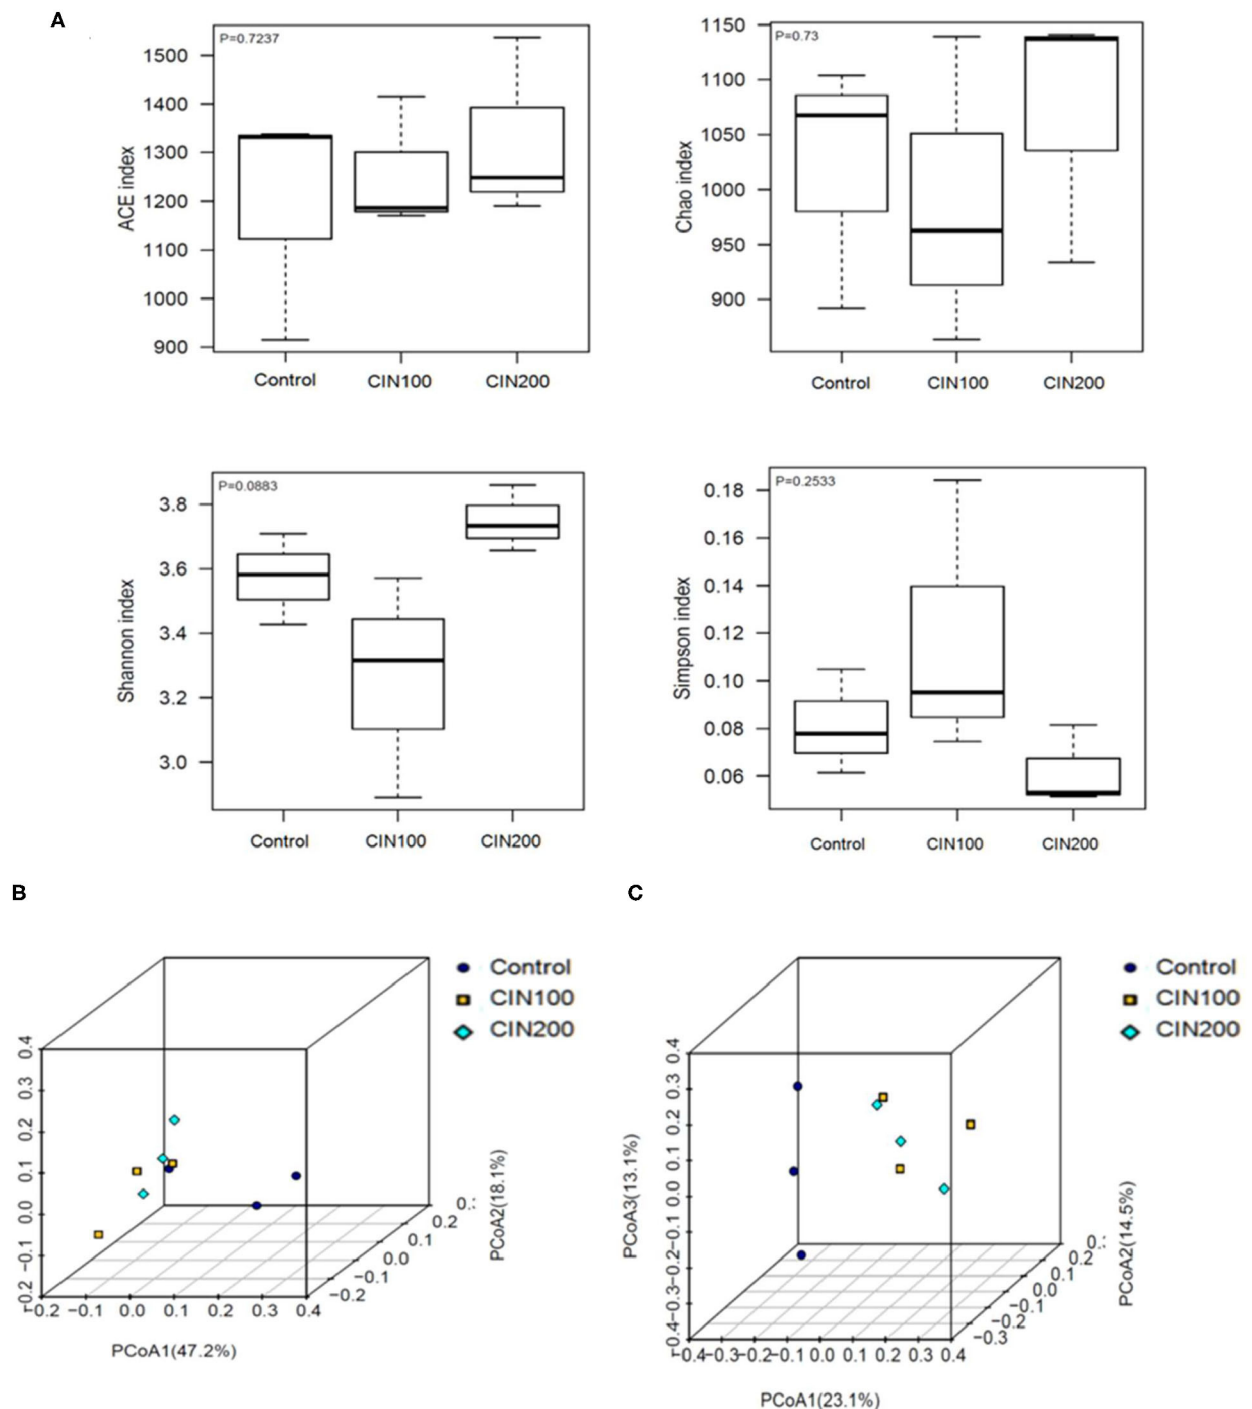 A
P=0.7237
1500
1400
1300
1200
1100
1000
900
ACE index
Control
CIN100
CIN200
P=0.73
1150
1100
1050
1000
950
900
Chao index
Control
CIN100
CIN200
P=0.0883
3.8
3.6
3.4
3.2
3.0
Shannon index
Control
CIN100
CIN200
P=0.2533
0.18
0.16
0.14
0.12
0.10
0.08
0.06
Simpson index
Control
CIN100
CIN200
B
Control
CIN100
CIN200
0.4
0.3
0.2
0.1
0.0
−0.1
−0.2
−0.2 −0.1 0.0 0.1 0.2 0.3 0.4
PCoA1(47.2%)
−0.2
−0.1
0.0
0.1
0.2
PCoA2(18.1%)
C
Control
CIN100
CIN200
0.4
0.3
0.2
0.1
0.0
−0.1
−0.2
−0.3
−0.4
PCoA3(13.1%)
−0.4 −0.3 −0.2 −0.1 0.0 0.1 0.2 0.3 0.4
PCoA1(23.1%)
−0.3
−0.2
−0.1
0.0
0.1
0.2
PCoA2(14.5%)